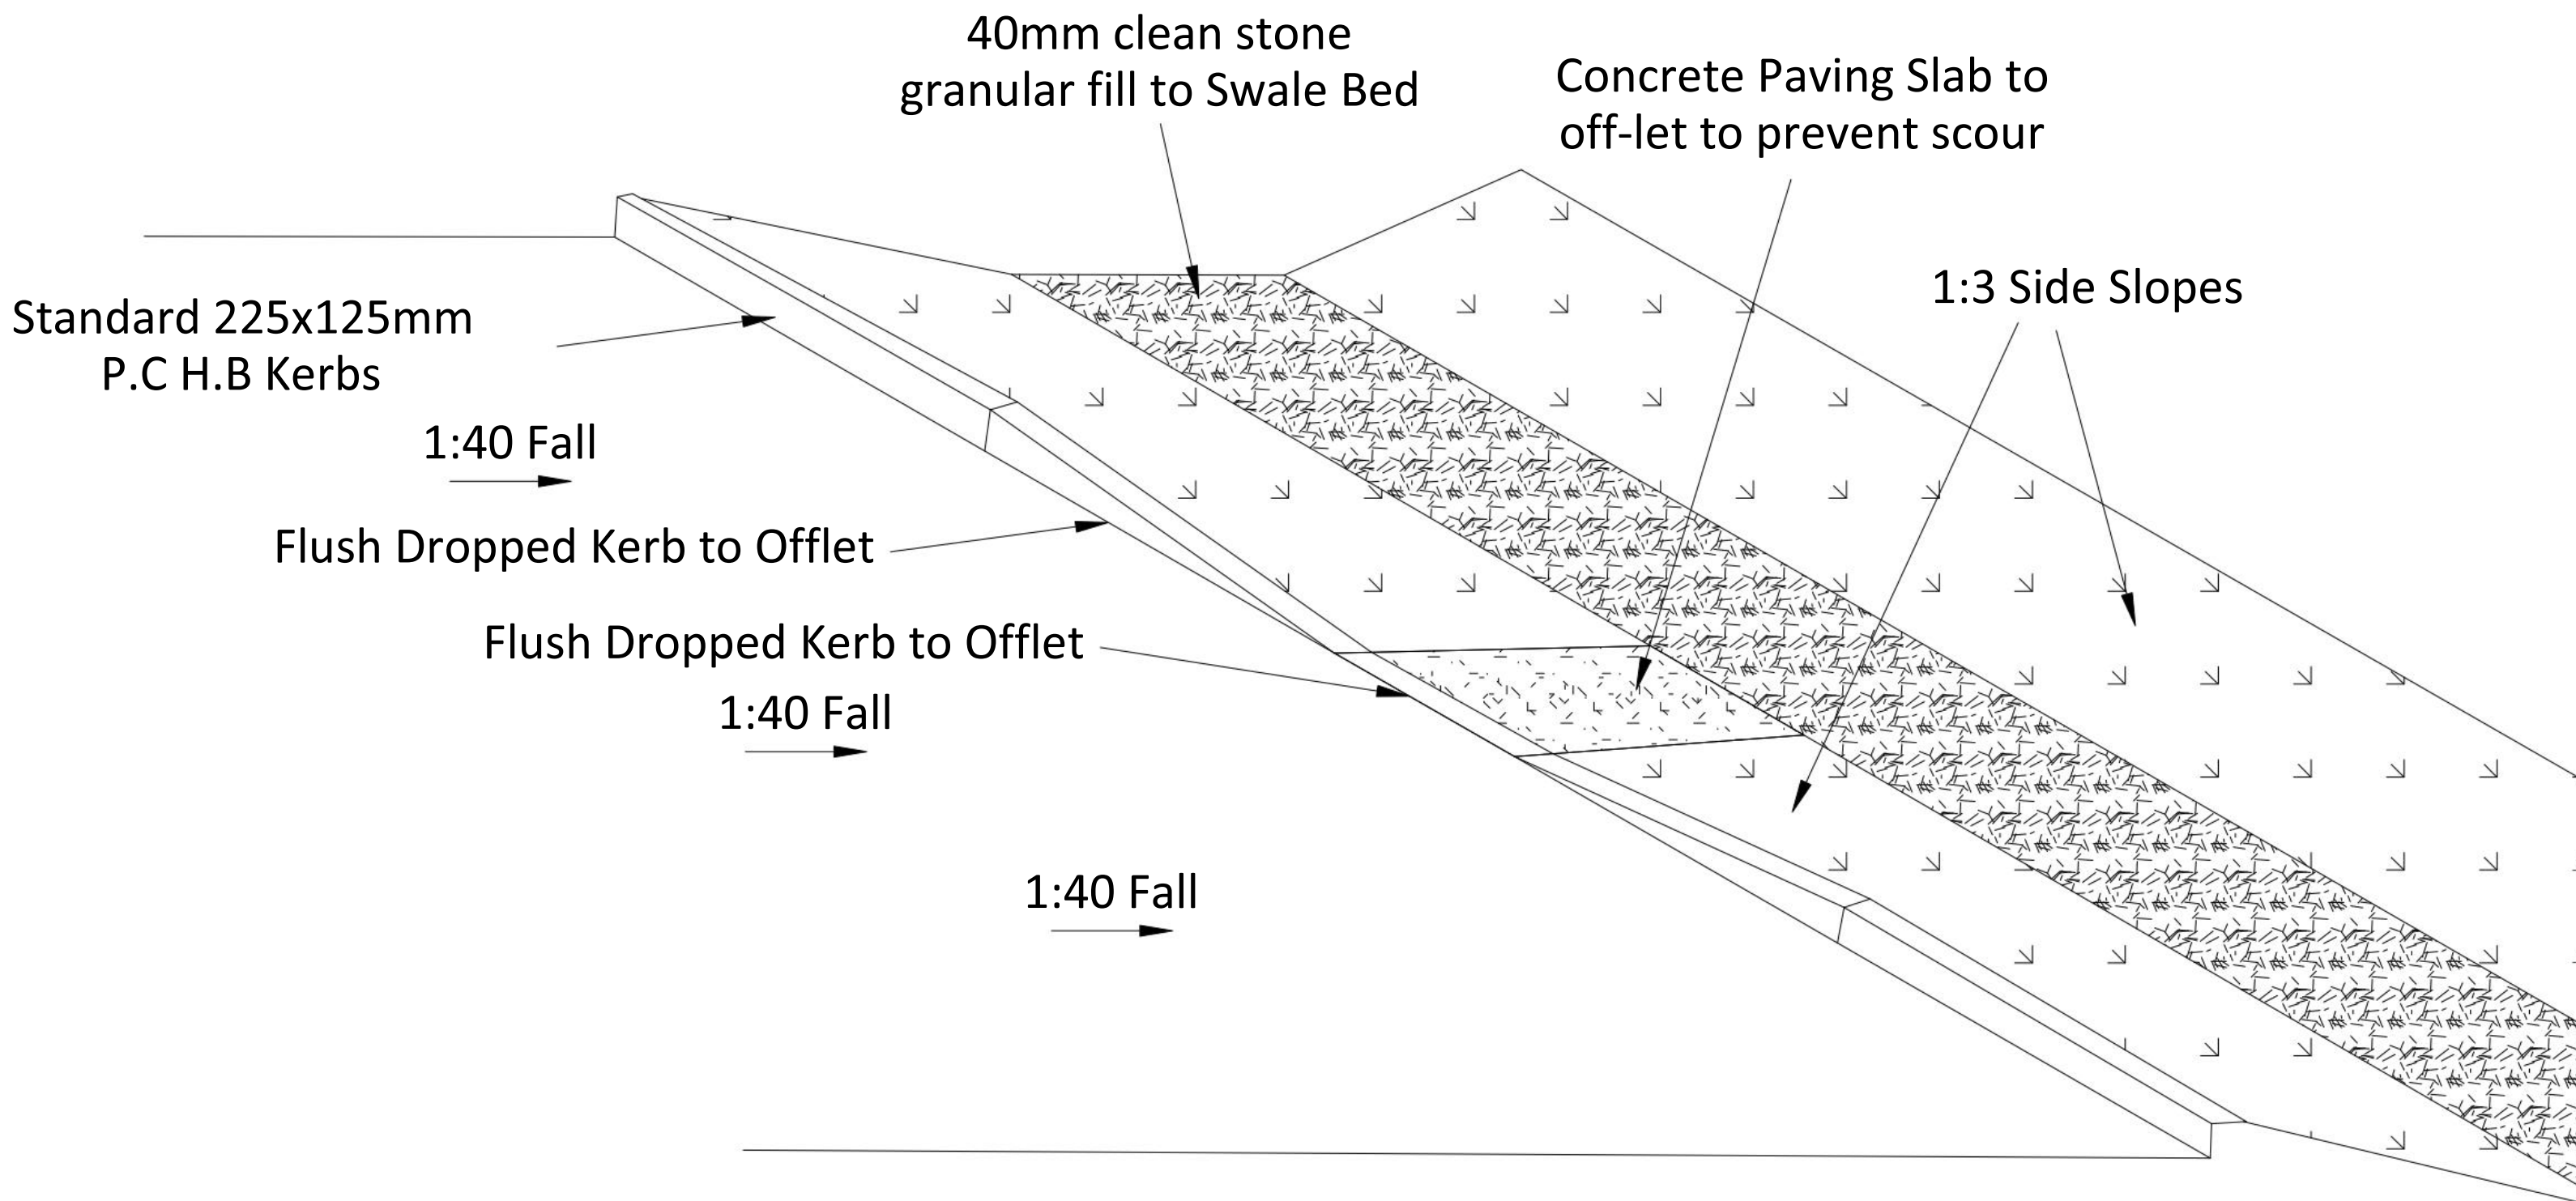 40mm clean stone
granular fill to Swale Bed
Concrete Paving Slab to
off-let to prevent scour
1:3 Side Slopes
Standard 225x125mm
P.C H.B Kerbs
1:40 Fall
Flush Dropped Kerb to Offlet
Flush Dropped Kerb to Offlet
1:40 Fall
1:40 Fall